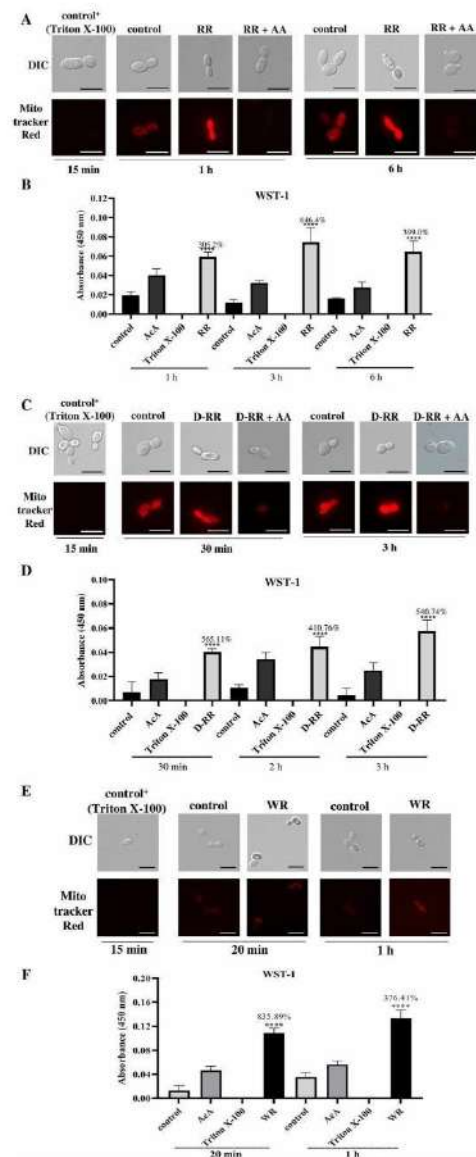 A
control⁺
(Triton X-100)
control RR RR + AA control RR RR + AA
DIC
Mito
tracker
Red
15 min 1 h 6 h
B
WST-1
Absorbance (450 nm)
0.12
0.10
0.08
0.06
0.04
0.02
0.00
****
****
399.0%
****
control AcA Triton X-100 RR control AcA Triton X-100 RR control AcA Triton X-100 RR
1 h 3 h 6 h
C
control⁺
(Triton X-100)
control D-RR D-RR + AA control D-RR D-RR + AA
DIC
Mito
tracker
Red
15 min 30 min 3 h
D
WST-1
Absorbance (450 nm)
0.10
0.08
0.06
0.04
0.02
0.00
565.11%
****
410.76%
****
540.74%
****
control AcA Triton X-100 D-RR control AcA Triton X-100 D-RR control AcA Triton X-100 D-RR
30 min 2 h 3 h
E
control⁺
(Triton X-100)
control WR control WR
DIC
Mito
tracker
Red
15 min 20 min 1 h
F
WST-1
Absorbance (450 nm)
0.20
0.16
0.12
0.08
0.04
0.00
835.89%
****
376.41%
****
control AcA Triton X-100 WR control AcA Triton X-100 WR
20 min 1 h